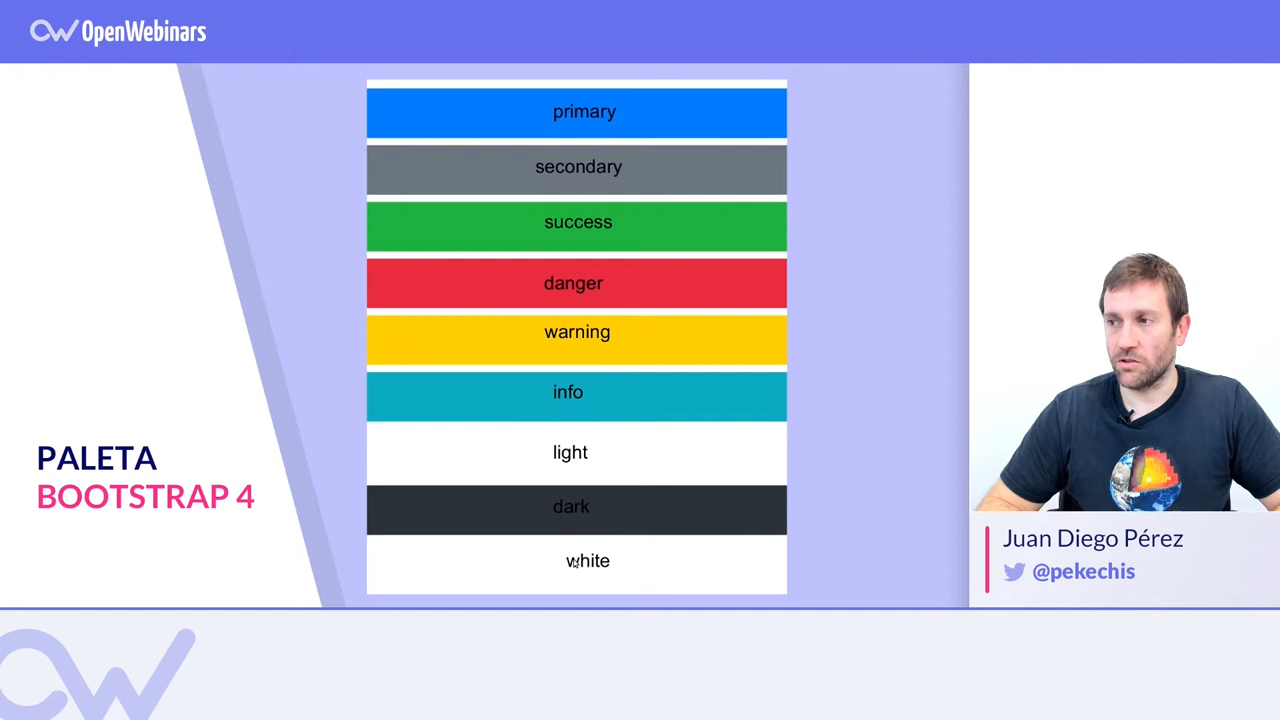 OpenWebinars
primary
secondary
success
danger
warning
info
light
dark
white
PALETA
BOOTSTRAP 4
Juan Diego Pérez
@pekechis